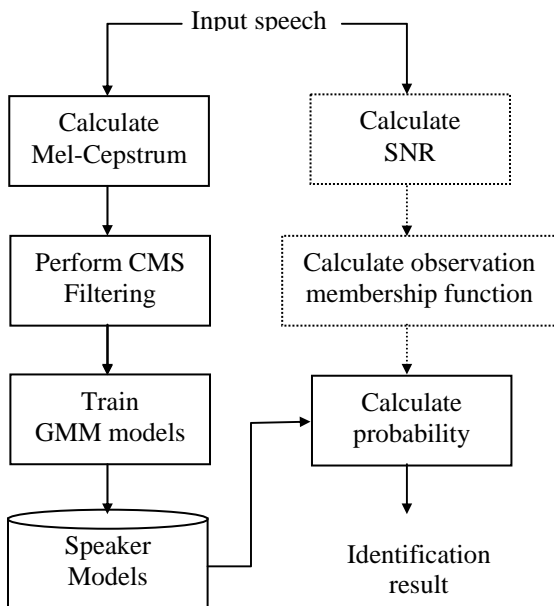 Input speech
Calculate
Mel-Cepstrum
Calculate
SNR
Perform CMS
Filtering
Calculate observation
membership function
Train
GMM models
Calculate
probability
Speaker
Models
Identification
result